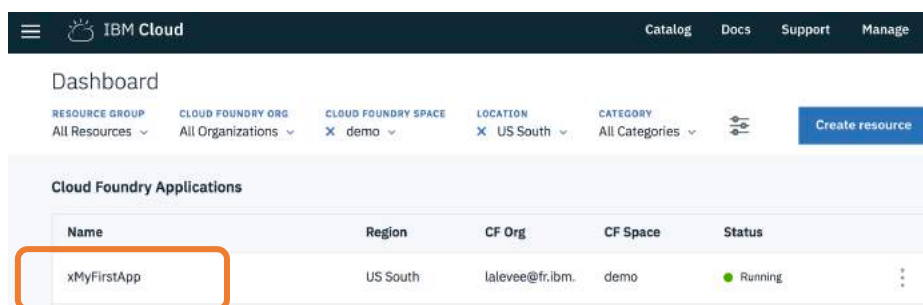 IBM Cloud Catalog Docs Support Manage
Dashboard
RESOURCE GROUP CLOUD FOUNDRY ORG CLOUD FOUNDRY SPACE LOCATION CATEGORY
All Resources All Organizations X demo X US South All Categories Create resource
Cloud Foundry Applications
Name Region CF Org CF Space Status
xMyFirstApp US South lalevee@fr.ibm. demo Running